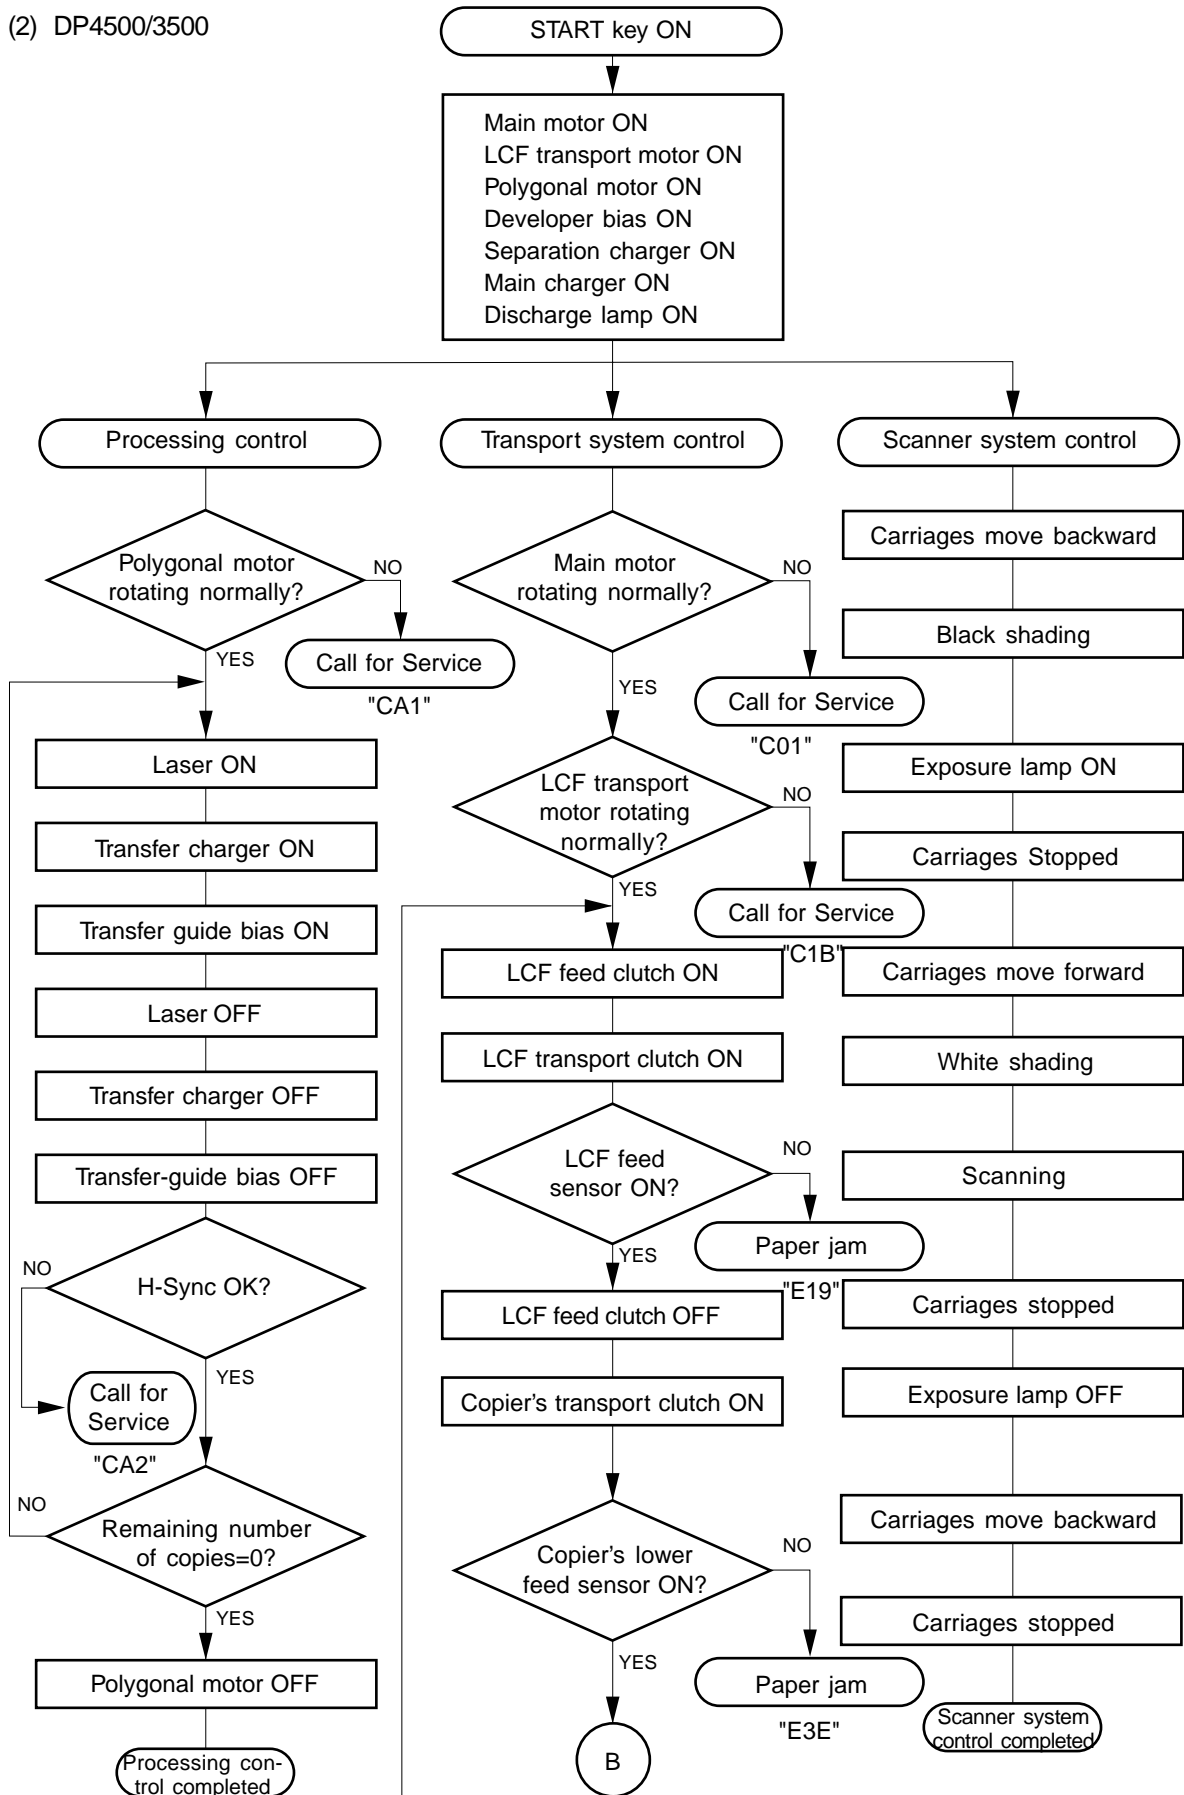 (2) DP4500/3500
START key ON
Main motor ON
LCF transport motor ON
Polygonal motor ON
Developer bias ON
Separation charger ON
Main charger ON
Discharge lamp ON
Processing control
Polygonal motor
rotating normally?
NO
YES
Call for Service
"CA1"
Laser ON
Transfer charger ON
Transfer guide bias ON
Laser OFF
Transfer charger OFF
Transfer-guide bias OFF
H-Sync OK?
NO
YES
Call for
Service
"CA2"
Remaining number
of copies=0?
NO
YES
Polygonal motor OFF
Processing con-
trol completed
Transport system control
Main motor
rotating normally?
NO
YES
Call for Service
"C01"
LCF transport
motor rotating
normally?
NO
YES
Call for Service
"C1B"
LCF feed clutch ON
LCF transport clutch ON
LCF feed
sensor ON?
NO
YES
Paper jam
"E19"
LCF feed clutch OFF
Copier's transport clutch ON
Copier's lower
feed sensor ON?
NO
YES
Paper jam
"E3E"
B
Scanner system control
Carriages move backward
Black shading
Exposure lamp ON
Carriages Stopped
Carriages move forward
White shading
Scanning
Carriages stopped
Exposure lamp OFF
Carriages move backward
Carriages stopped
Scanner system
control completed